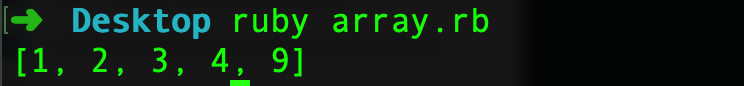 ➜ Desktop ruby array.rb
[1, 2, 3, 4, 9]